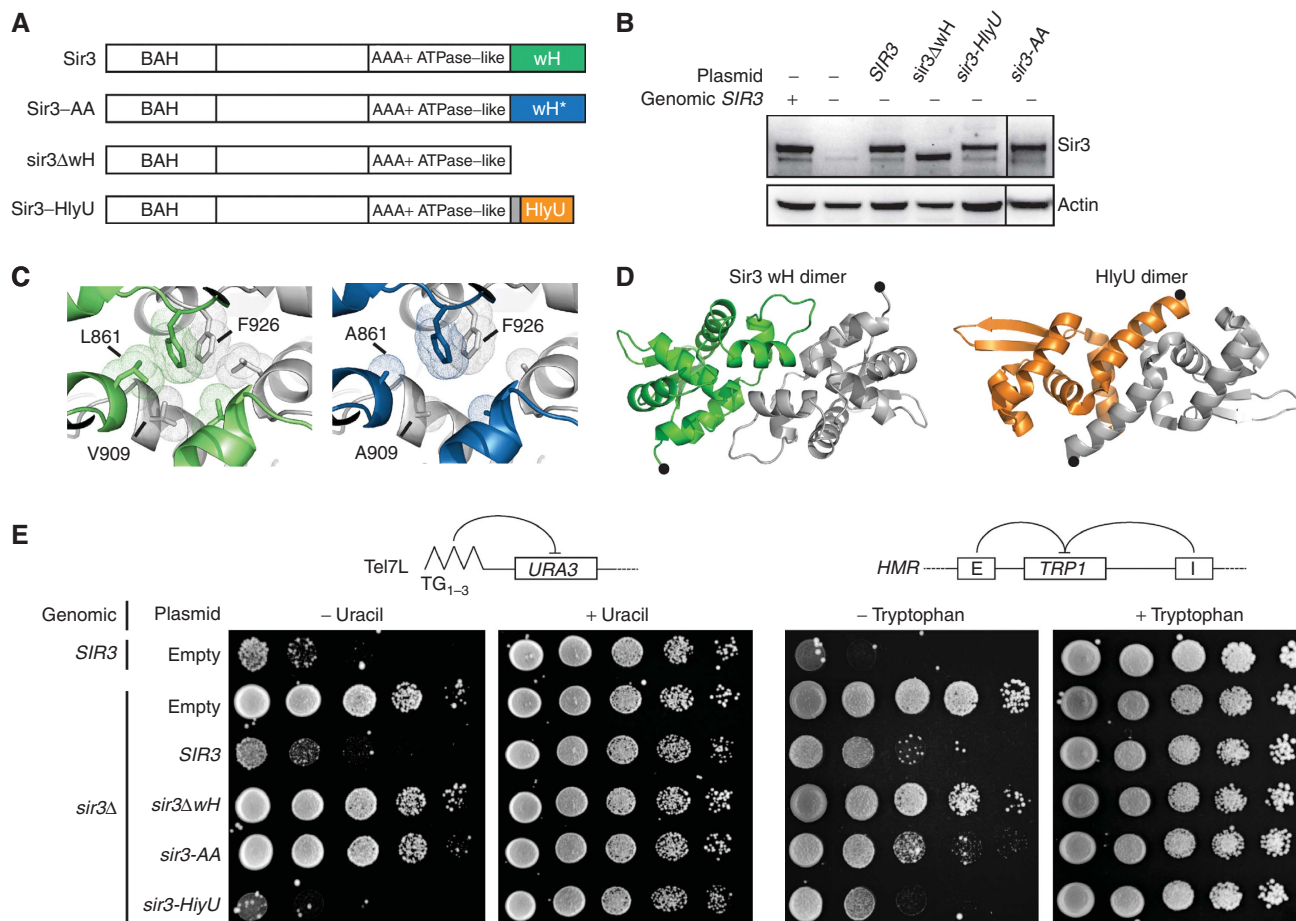 A
Sir3 BAH AAA+ ATPase–like wH
Sir3–AA BAH AAA+ ATPase–like wH*
sir3ΔwH BAH AAA+ ATPase–like
Sir3–HlyU BAH AAA+ ATPase–like HlyU
B
SIR3 sir3ΔwH sir3-HlyU sir3-AA
Plasmid – – 
Genomic SIR3 + – – – – –
Sir3
Actin
C
L861 F926 V909
A861 F926 A909
D
Sir3 wH dimer HlyU dimer
E
Tel7L TG1–3 URA3
HMR E TRP1 I
Genomic Plasmid – Uracil + Uracil – Tryptophan + Tryptophan
SIR3 Empty
Empty
SIR3
sir3Δ sir3ΔwH
sir3-AA
sir3-HiyU